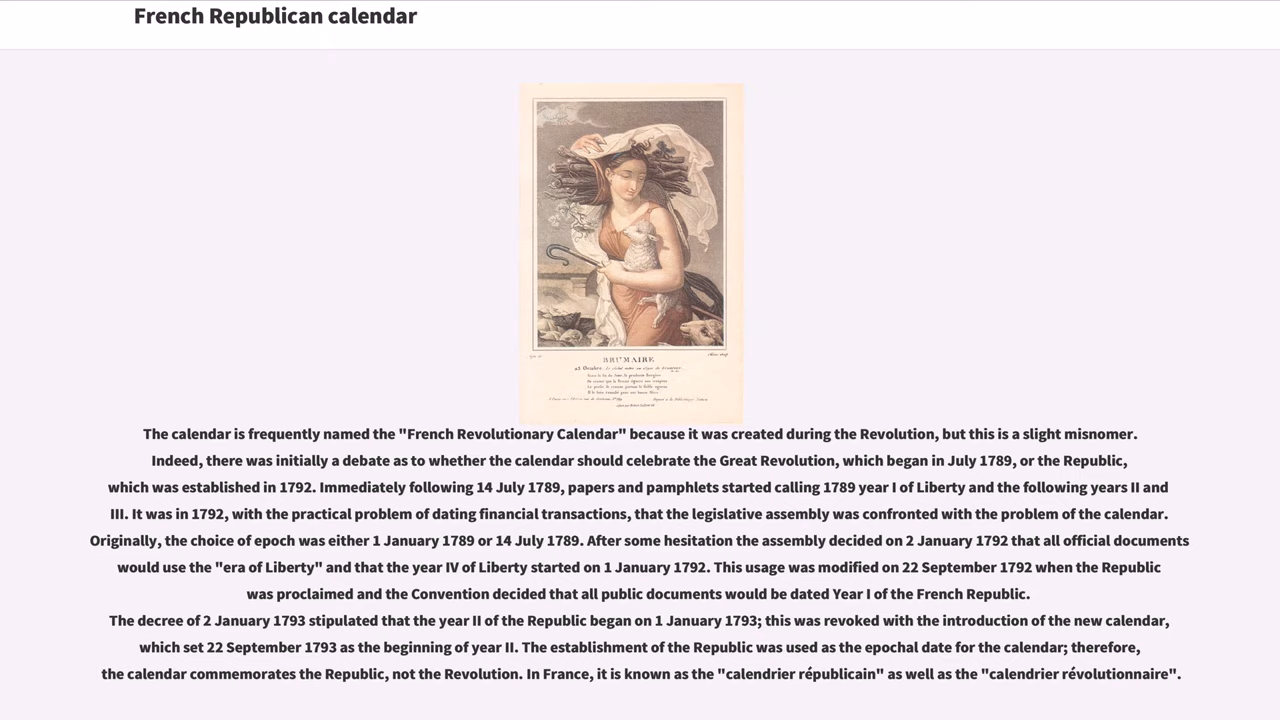 French Republican calendar
BRUMAIRE
The calendar is frequently named the "French Revolutionary Calendar" because it was created during the Revolution, but this is a slight misnomer.
Indeed, there was initially a debate as to whether the calendar should celebrate the Great Revolution, which began in July 1789, or the Republic,
which was established in 1792. Immediately following 14 July 1789, papers and pamphlets started calling 1789 year I of Liberty and the following years II and
III. It was in 1792, with the practical problem of dating financial transactions, that the legislative assembly was confronted with the problem of the calendar.
Originally, the choice of epoch was either 1 January 1789 or 14 July 1789. After some hesitation the assembly decided on 2 January 1792 that all official documents
would use the "era of Liberty" and that the year IV of Liberty started on 1 January 1792. This usage was modified on 22 September 1792 when the Republic
was proclaimed and the Convention decided that all public documents would be dated Year I of the French Republic.
The decree of 2 January 1793 stipulated that the year II of the Republic began on 1 January 1793; this was revoked with the introduction of the new calendar,
which set 22 September 1793 as the beginning of year II. The establishment of the Republic was used as the epochal date for the calendar; therefore,
the calendar commemorates the Republic, not the Revolution. In France, it is known as the "calendrier républicain" as well as the "calendrier révolutionnaire".